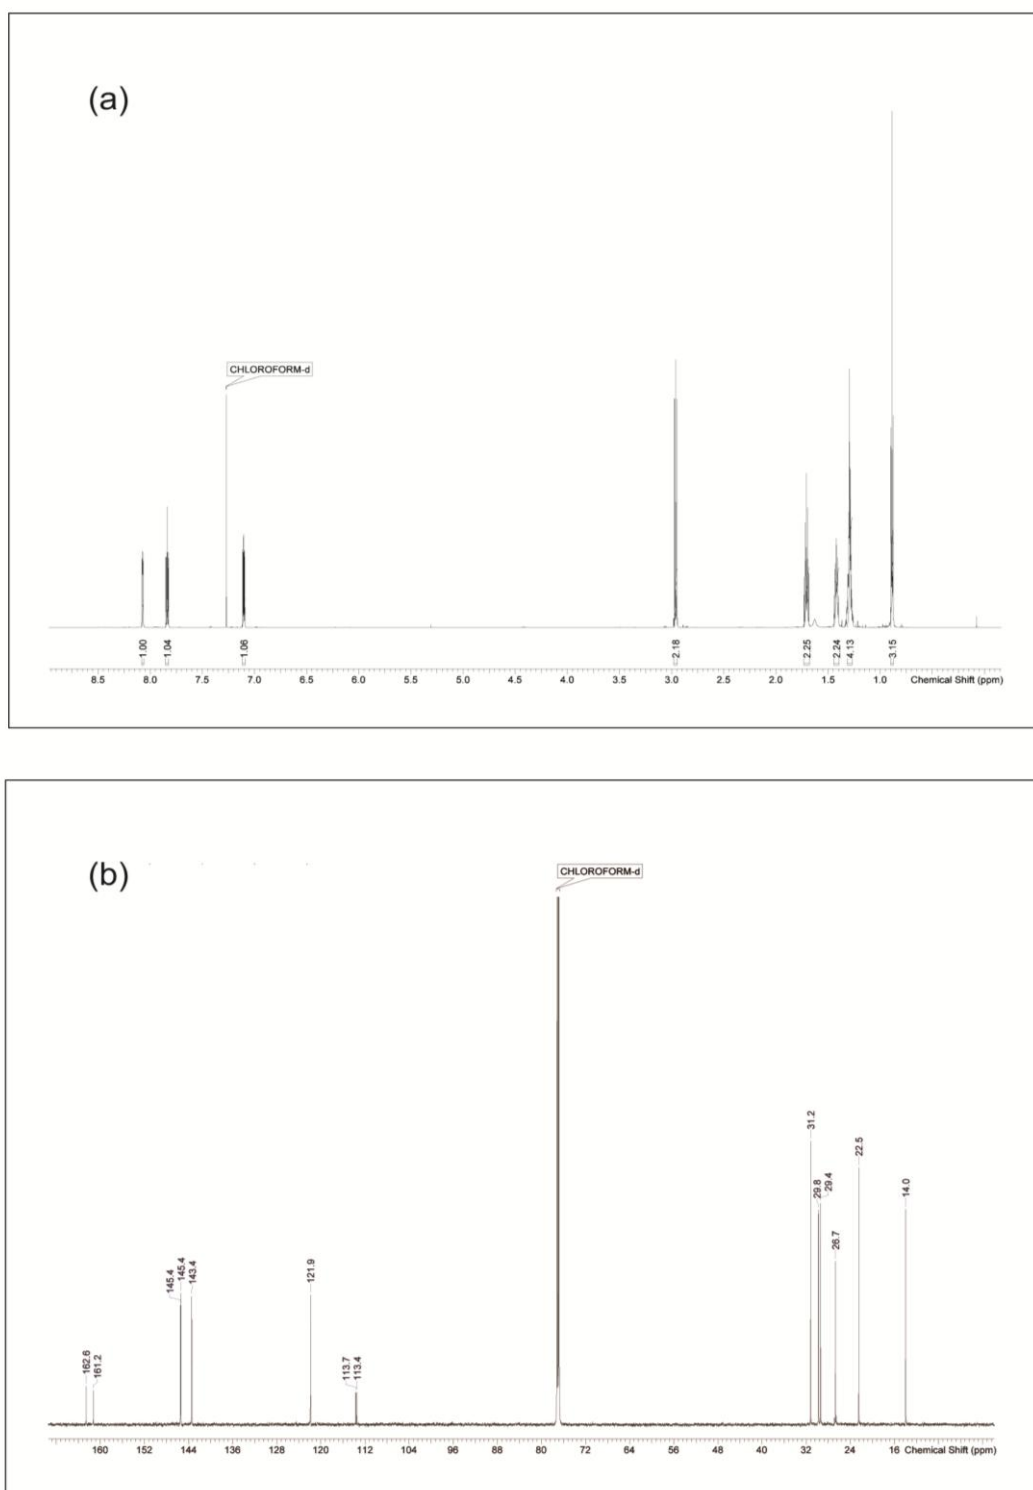 (a)
CHLOROFORM-d
1.00 1.04 1.06 2.18 2.25 2.24 4.13 3.15
8.5 8.0 7.5 7.0 6.5 6.0 5.5 5.0 4.5 4.0 3.5 3.0 2.5 2.0 1.5 1.0 Chemical Shift (ppm)
(b)
CHLOROFORM-d
162.6 161.2 145.4 145.4 143.4 121.9 113.7 113.4 31.2 29.8 29.4 26.7 22.5 14.0
160 152 144 136 128 120 112 104 96 88 80 72 64 56 48 40 32 24 16 Chemical Shift (ppm)